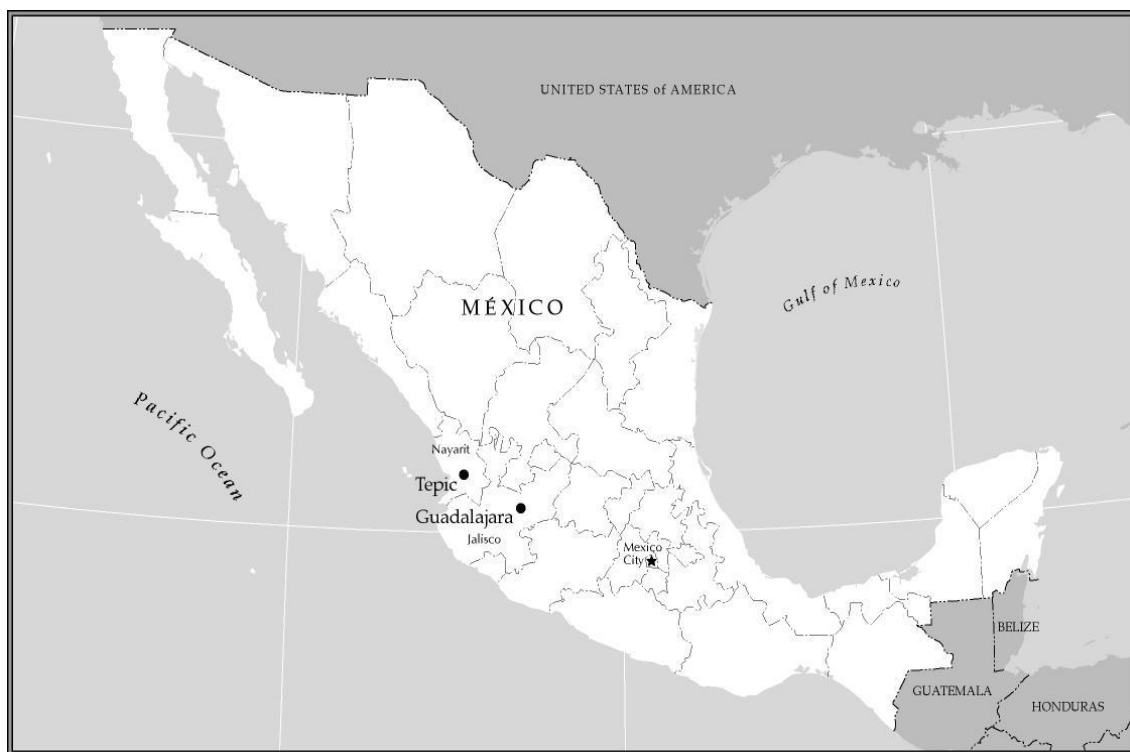 UNITED STATES of AMERICA
MÉXICO
Gulf of Mexico
Pacific Ocean
Nayarit
Tepic
Guadalajara
Jalisco
Mexico
City
BELIZE
GUATEMALA
HONDURAS